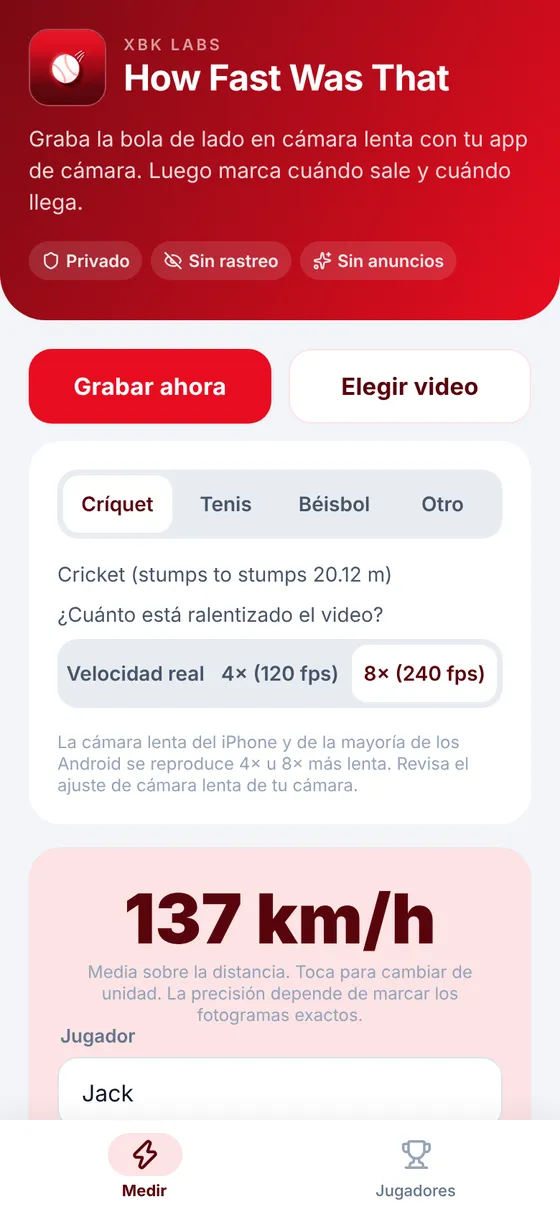 XBK LABS
How Fast Was That
Graba la bola de lado en cámara lenta con tu app
de cámara. Luego marca cuándo sale y cuándo
llega.
Privado
Sin rastreo
Sin anuncios
Grabar ahora
Elegir video
Críquet
Tenis
Béisbol
Otro
Cricket (stumps to stumps 20.12 m)
¿Cuánto está ralentizado el video?
Velocidad real
4× (120 fps)
8× (240 fps)
La cámara lenta del iPhone y de la mayoría de los
Android se reproduce 4× u 8× más lenta. Revisa el
ajuste de cámara lenta de tu cámara.
137 km/h
Media sobre la distancia. Toca para cambiar de
unidad. La precisión depende de marcar los
fotogramas exactos.
Jugador
Jack
Medir
Jugadores